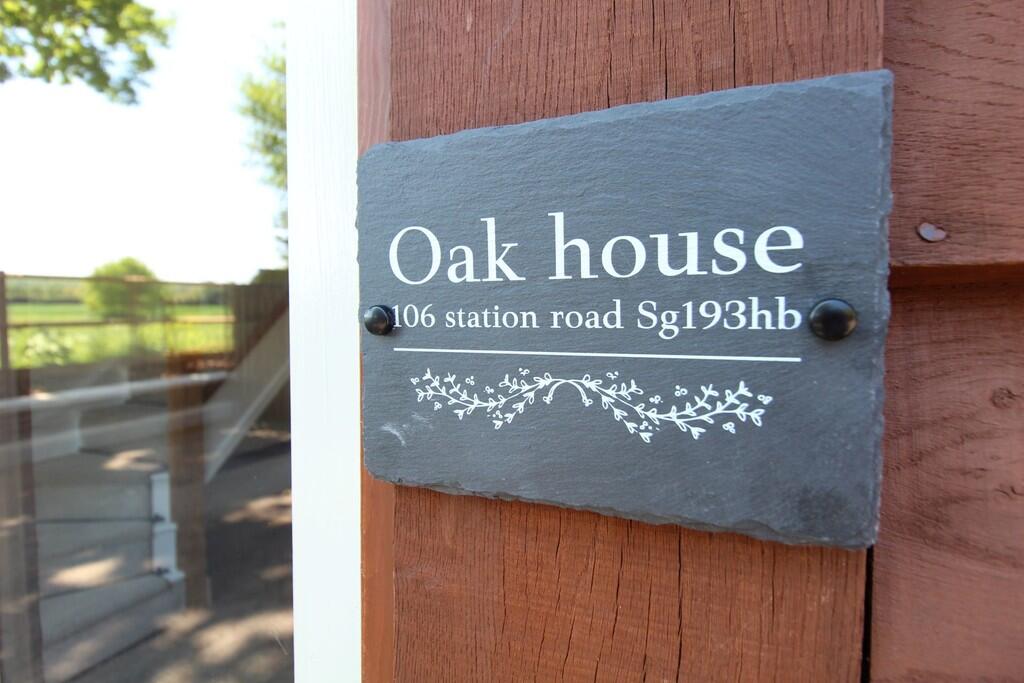 Oak house
106 station road Sg193hb